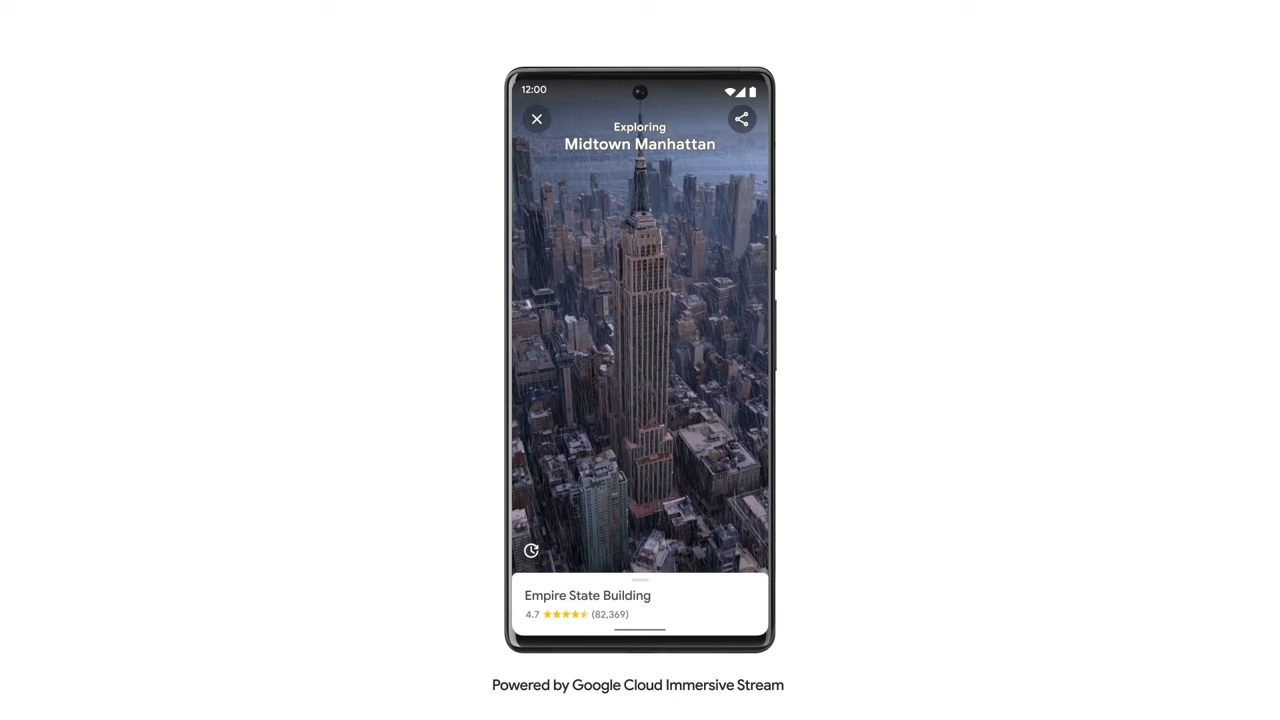 12:00
Exploring
Midtown Manhattan
Empire State Building
4.7 (82,369)
Powered by Google Cloud Immersive Stream